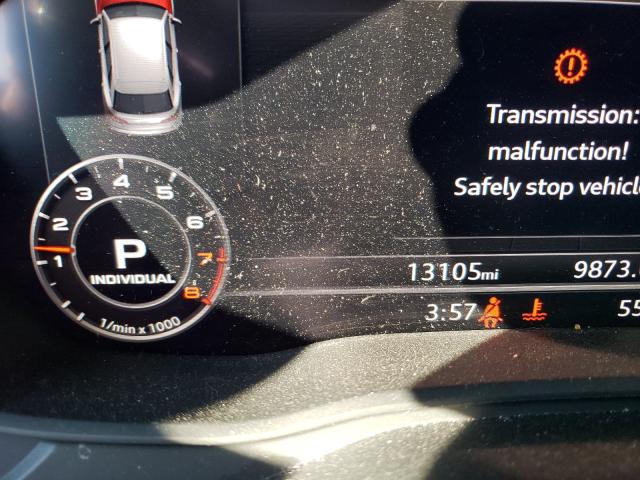 Transmission:
malfunction!
Safely stop vehicle
1 2 3 4 5 6 7 8
P
INDIVIDUAL
1/min x 1000
13105mi 9873.
3:57 55